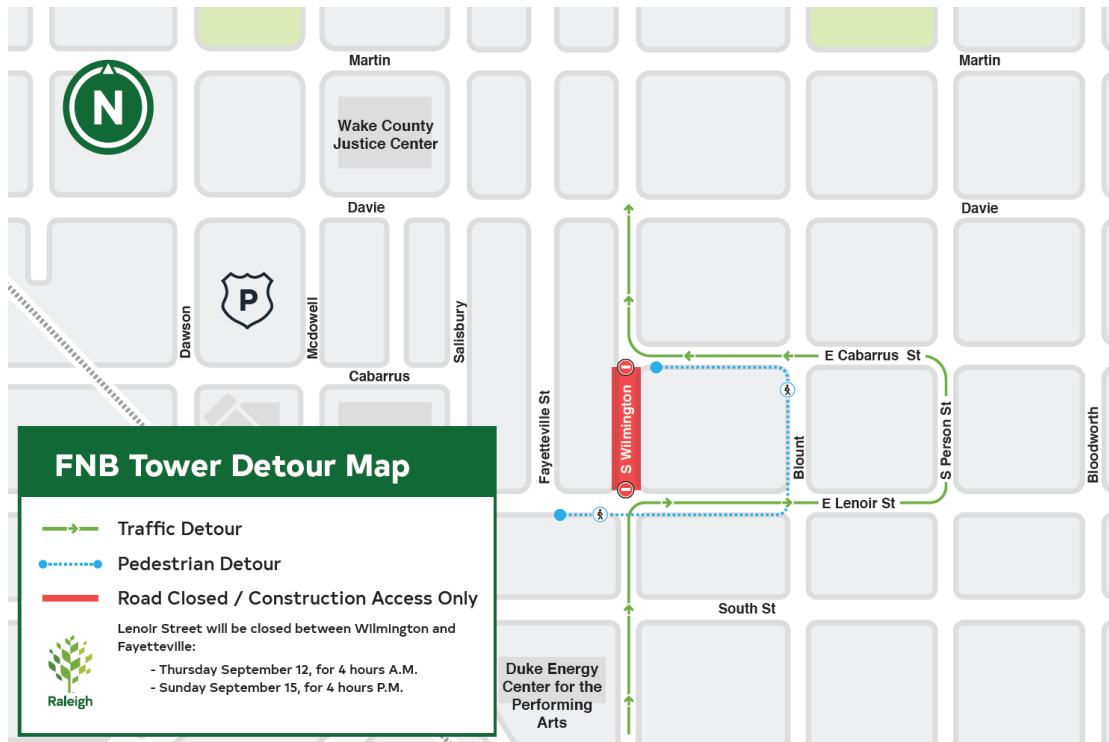 Martin
Martin
N
Wake County
Justice Center
Davie
Davie
P
Dawson
Mcdowell
Salisbury
E Cabarrus St
Cabarrus
Fayetteville St
S Wilmington
Blount
S Person St
Bloodworth
E Lenoir St
South St
Duke Energy
Center for the
Performing
Arts
FNB Tower Detour Map
Traffic Detour
Pedestrian Detour
Road Closed / Construction Access Only
Lenoir Street will be closed between Wilmington and
Fayetteville:
- Thursday September 12, for 4 hours A.M.
- Sunday September 15, for 4 hours P.M.
Raleigh